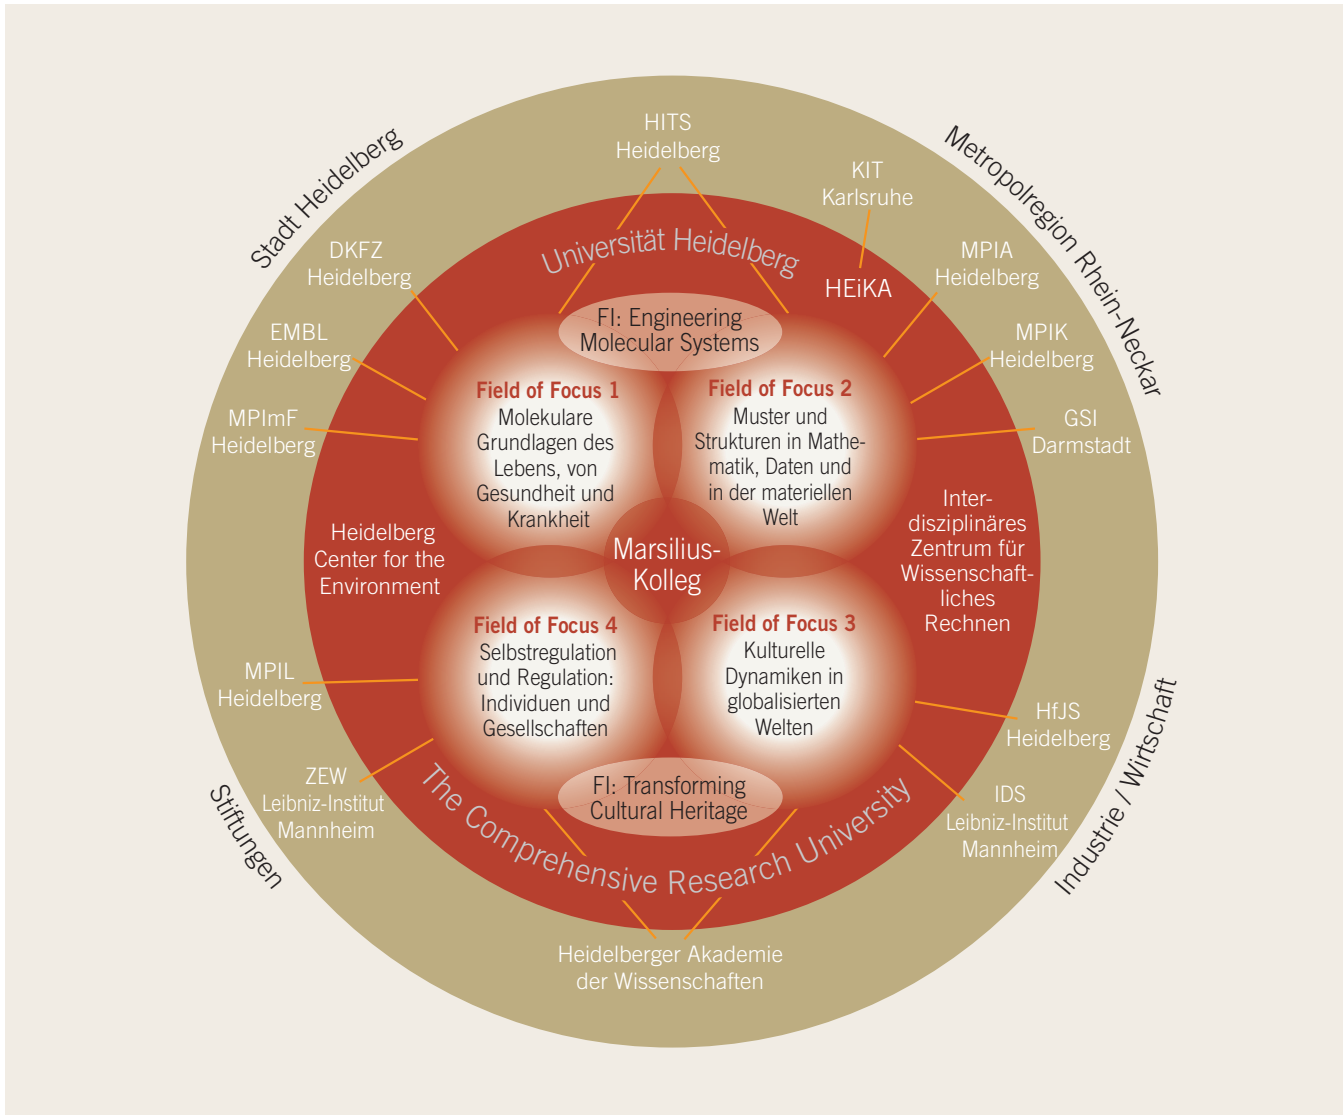 Stadt Heidelberg
Metropolregion Rhein-Neckar
HITS
Heidelberg
KIT
Karlsruhe
HEiKA
DKFZ
Heidelberg
MPIA
Heidelberg
EMBL
Heidelberg
MPIK
Heidelberg
MPImF
Heidelberg
GSI
Darmstadt
Universität Heidelberg
FI: Engineering
Molecular Systems
Field of Focus 1
Molekulare
Grundlagen des
Lebens, von
Gesundheit und
Krankheit
Field of Focus 2
Muster und
Strukturen in Mathe-
matik, Daten und
in der materiellen
Welt
Heidelberg
Center for the
Environment
Marsilius-
Kolleg
Inter-
disziplinäres
Zentrum für
Wissenschaft-
liches
Rechnen
Field of Focus 4
Selbstregulation
und Regulation:
Individuen und
Gesellschaften
Field of Focus 3
Kulturelle
Dynamiken in
globalisierten
Welten
MPIL
Heidelberg
HfJS
Heidelberg
ZEW
Leibniz-Institut
Mannheim
IDS
Leibniz-Institut
Mannheim
FI: Transforming
Cultural Heritage
The Comprehensive Research University
Heidelberger Akademie
der Wissenschaften
Stiftungen
Industrie / Wirtschaft